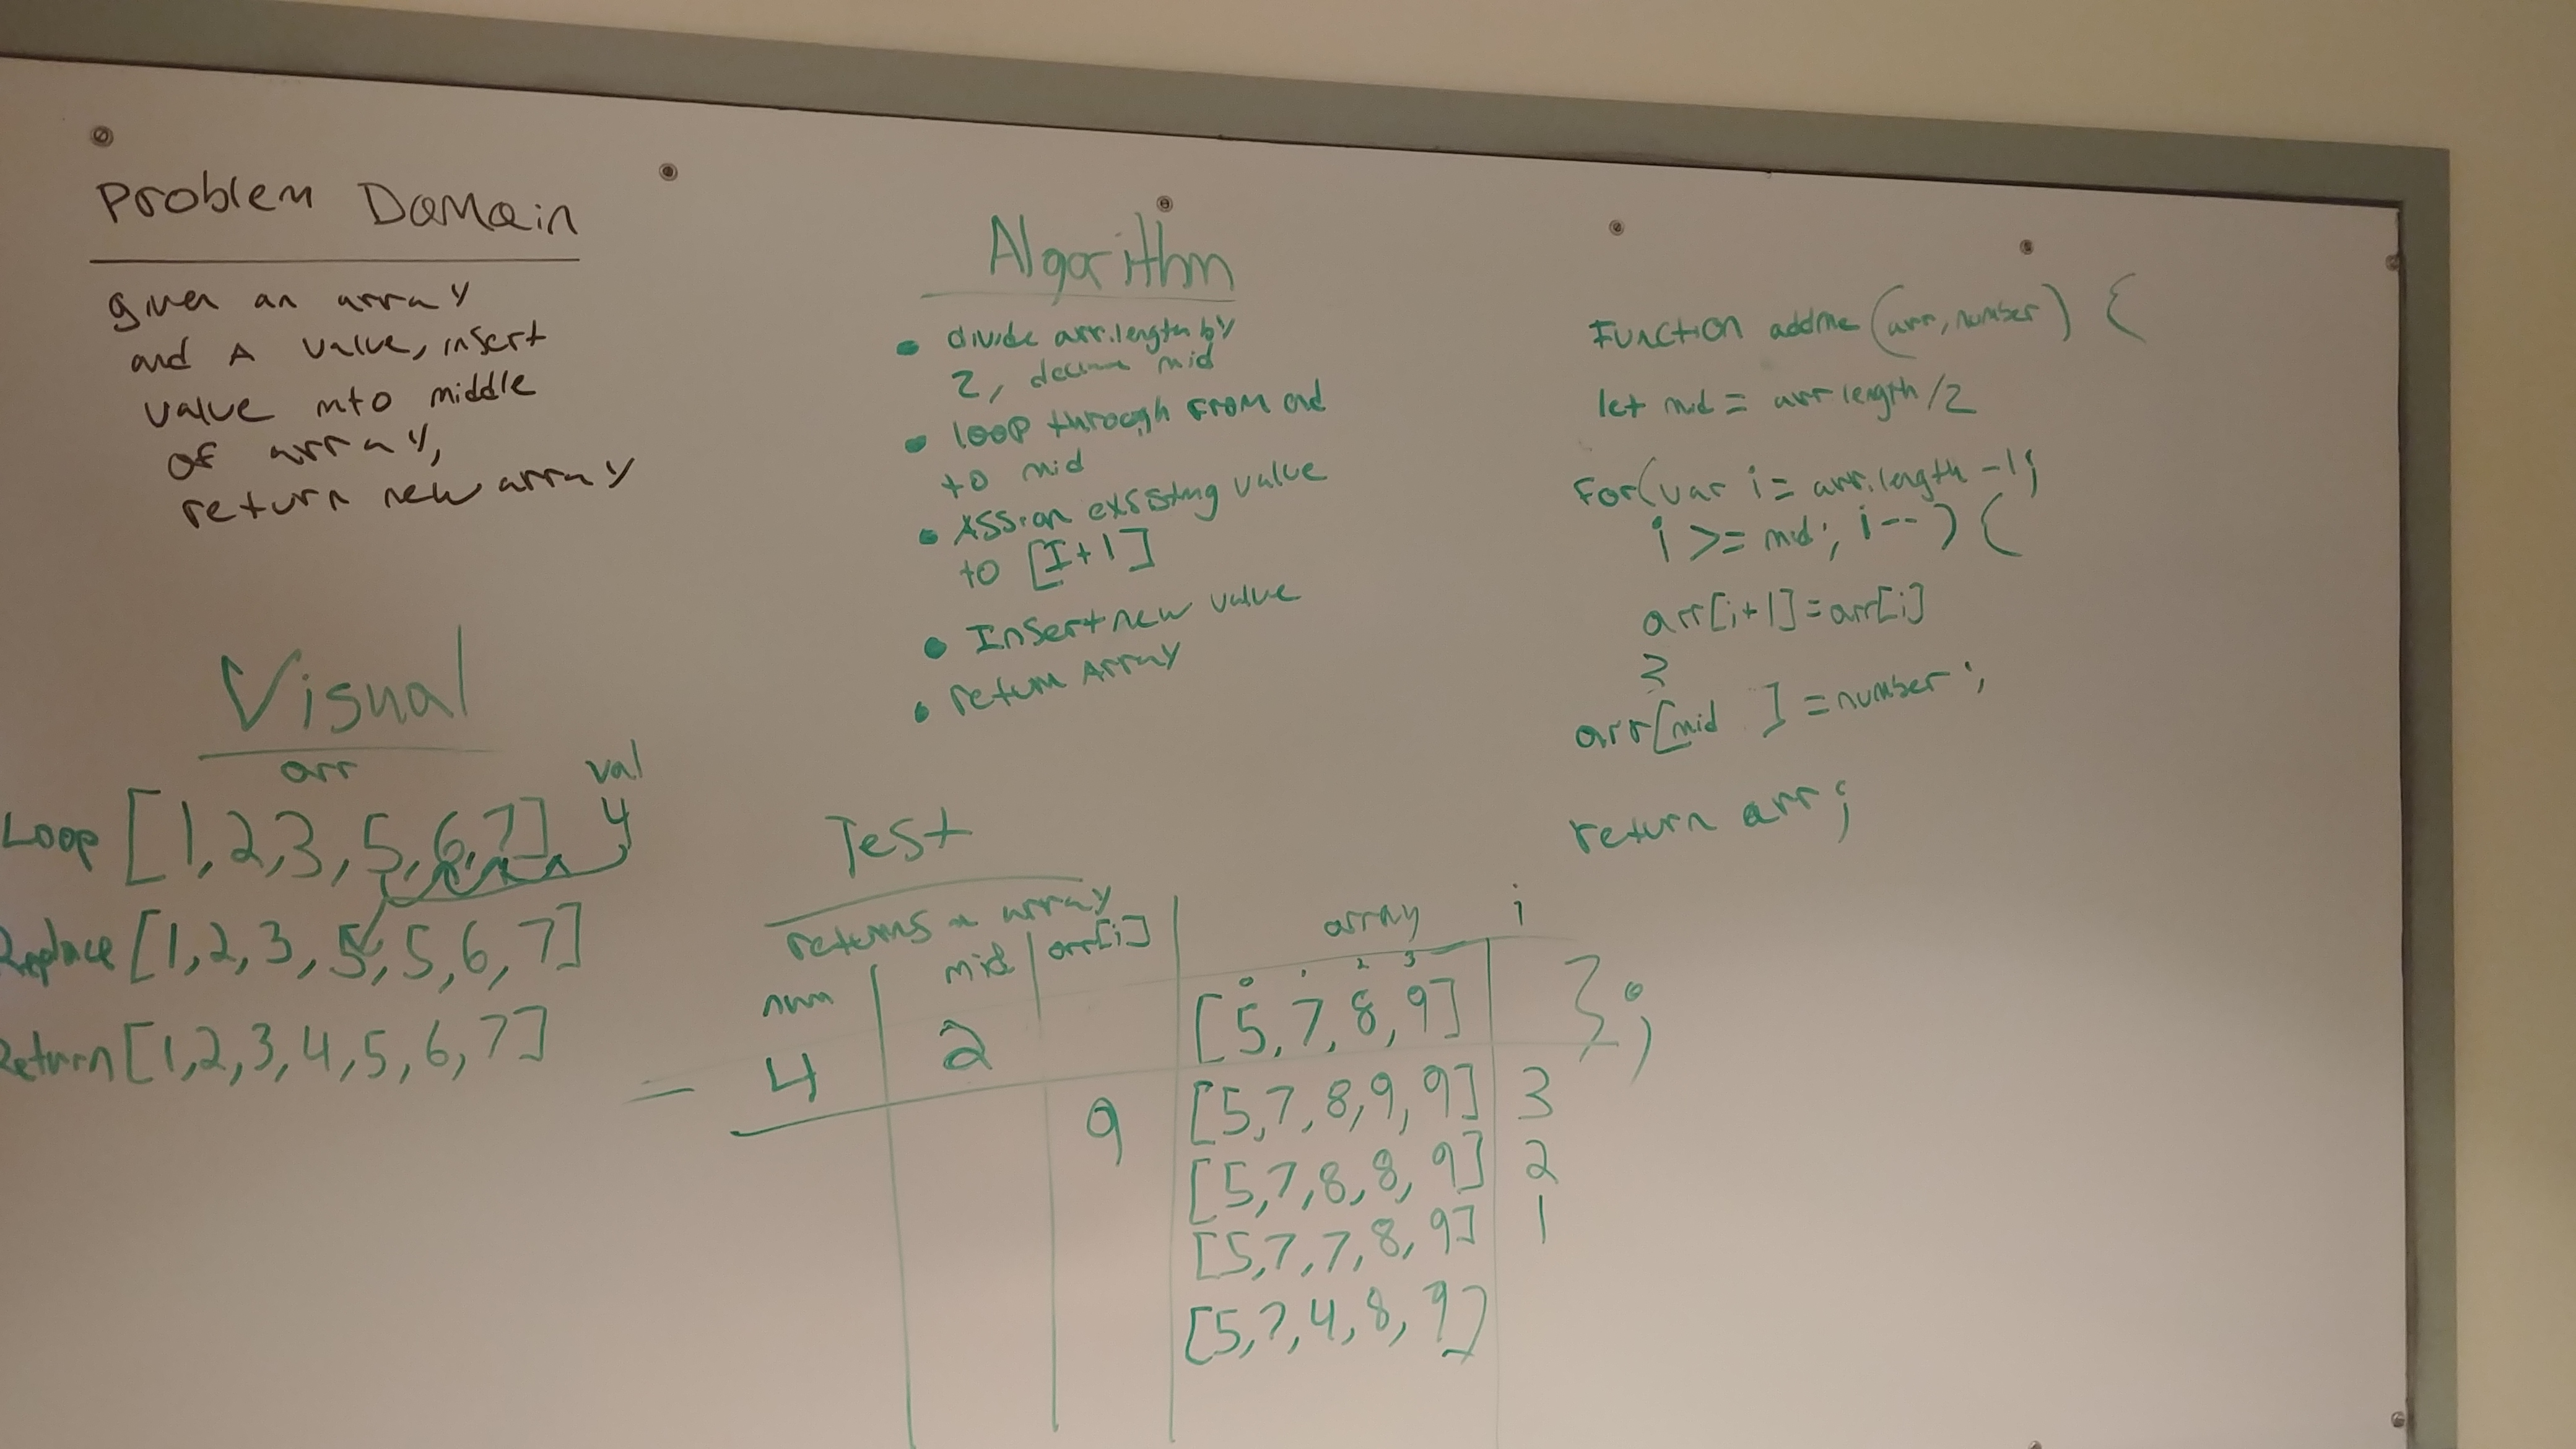 Problem Domain
given an array
and A value, insert
value into middle
of array,
return new array
Visual
arr
val
Loop [1,2,3,5,6,7] 4
Replace [1,2,3,5,5,6,7]
Return [1,2,3,4,5,6,7]
Algorithm
• divide arr.length by
2, mid
• loop through From end
to mid
• Assign exsisting value
to [I+1]
• Insert new value
• return Array
Test
returns array
num | mid | arr[i] | array | i
0 1 2 3
4 2 [5,7,8,9]
9 [5,7,8,9,9] 3
[5,7,8,8,9] 2
[5,7,7,8,9] 1
[5,7,4,8,9]
Function addme (arr, number) {
let mid = arr length/2
For(var i= arr.length -1;
i >= mid; i--) {
arr[i+1]=arr[i]
}
arr[mid ] = number;
return arr;
};